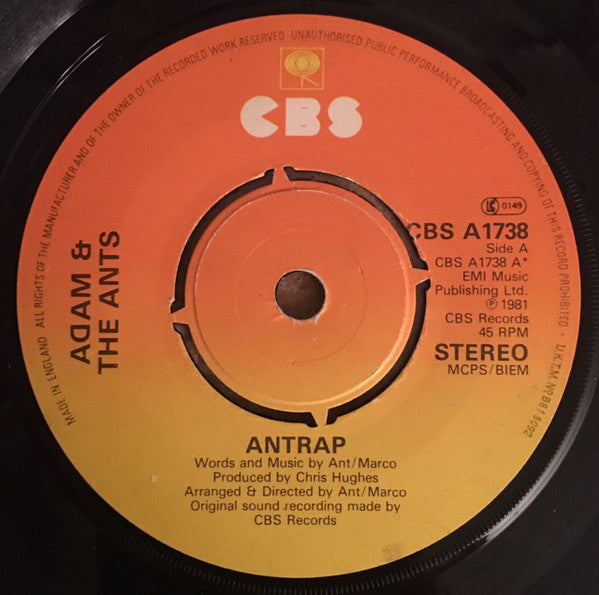 MADE IN ENGLAND · ALL RIGHTS OF THE MANUFACTURER AND OF THE OWNER OF THE RECORDED WORK RESERVED · UNAUTHORISED PUBLIC PERFORMANCE BROADCASTING AND COPYING OF THIS RECORD PROHIBITED · U.K.T.M. Nº B618092
CBS
ADAM &
THE ANTS
0149
CBS A1738
Side A
CBS A1738 A*
EMI Music
Publishing Ltd.
℗ 1981
CBS Records
45 RPM
STEREO
MCPS/BIEM
ANTRAP
Words and Music by Ant/Marco
Produced by Chris Hughes
Arranged & Directed by Ant/Marco
Original sound recording made by
CBS Records